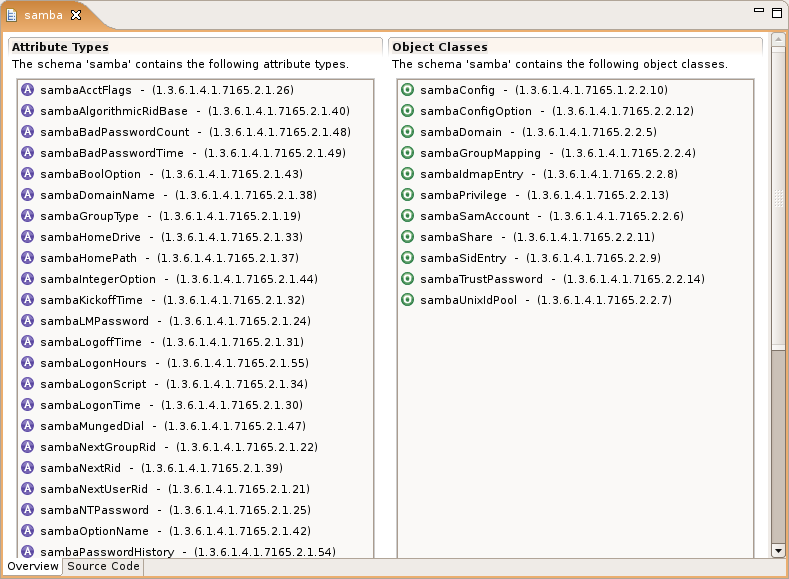 samba
Attribute Types
The schema 'samba' contains the following attribute types.
A sambaAcctFlags - (1.3.6.1.4.1.7165.2.1.26)
A sambaAlgorithmicRidBase - (1.3.6.1.4.1.7165.2.1.40)
A sambaBadPasswordCount - (1.3.6.1.4.1.7165.2.1.48)
A sambaBadPasswordTime - (1.3.6.1.4.1.7165.2.1.49)
A sambaBoolOption - (1.3.6.1.4.1.7165.2.1.43)
A sambaDomainName - (1.3.6.1.4.1.7165.2.1.38)
A sambaGroupType - (1.3.6.1.4.1.7165.2.1.19)
A sambaHomeDrive - (1.3.6.1.4.1.7165.2.1.33)
A sambaHomePath - (1.3.6.1.4.1.7165.2.1.37)
A sambaIntegerOption - (1.3.6.1.4.1.7165.2.1.44)
A sambaKickoffTime - (1.3.6.1.4.1.7165.2.1.32)
A sambaLMPassword - (1.3.6.1.4.1.7165.2.1.24)
A sambaLogoffTime - (1.3.6.1.4.1.7165.2.1.31)
A sambaLogonHours - (1.3.6.1.4.1.7165.2.1.55)
A sambaLogonScript - (1.3.6.1.4.1.7165.2.1.34)
A sambaLogonTime - (1.3.6.1.4.1.7165.2.1.30)
A sambaMungedDial - (1.3.6.1.4.1.7165.2.1.47)
A sambaNextGroupRid - (1.3.6.1.4.1.7165.2.1.22)
A sambaNextRid - (1.3.6.1.4.1.7165.2.1.39)
A sambaNextUserRid - (1.3.6.1.4.1.7165.2.1.21)
A sambaNTPassword - (1.3.6.1.4.1.7165.2.1.25)
A sambaOptionName - (1.3.6.1.4.1.7165.2.1.42)
A sambaPasswordHistory - (1.3.6.1.4.1.7165.2.1.54)
Object Classes
The schema 'samba' contains the following object classes.
sambaConfig - (1.3.6.1.4.1.7165.1.2.2.10)
sambaConfigOption - (1.3.6.1.4.1.7165.2.2.12)
sambaDomain - (1.3.6.1.4.1.7165.2.2.5)
sambaGroupMapping - (1.3.6.1.4.1.7165.2.2.4)
sambaIdmapEntry - (1.3.6.1.4.1.7165.2.2.8)
sambaPrivilege - (1.3.6.1.4.1.7165.2.2.13)
sambaSamAccount - (1.3.6.1.4.1.7165.2.2.6)
sambaShare - (1.3.6.1.4.1.7165.2.2.11)
sambaSidEntry - (1.3.6.1.4.1.7165.2.2.9)
sambaTrustPassword - (1.3.6.1.4.1.7165.2.2.14)
sambaUnixIdPool - (1.3.6.1.4.1.7165.2.2.7)
Overview
Source Code